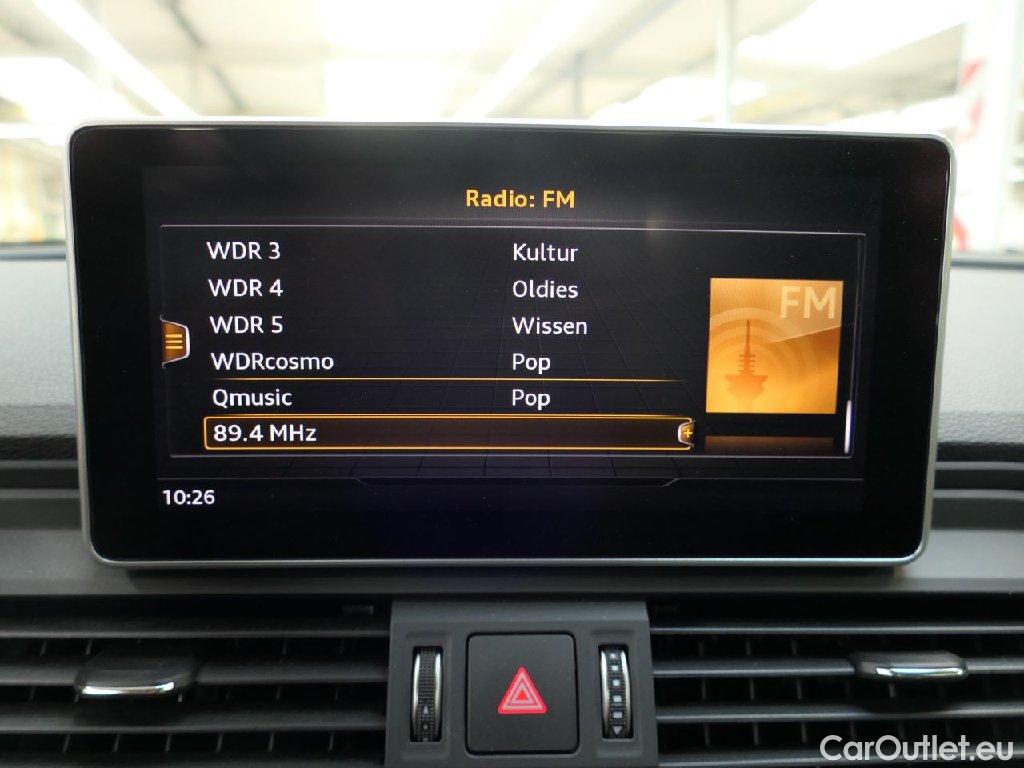 Radio: FM
WDR 3 Kultur
WDR 4 Oldies
WDR 5 Wissen
WDRcosmo Pop
Qmusic Pop
89.4 MHz
FM
10:26
CarOutlet.eu